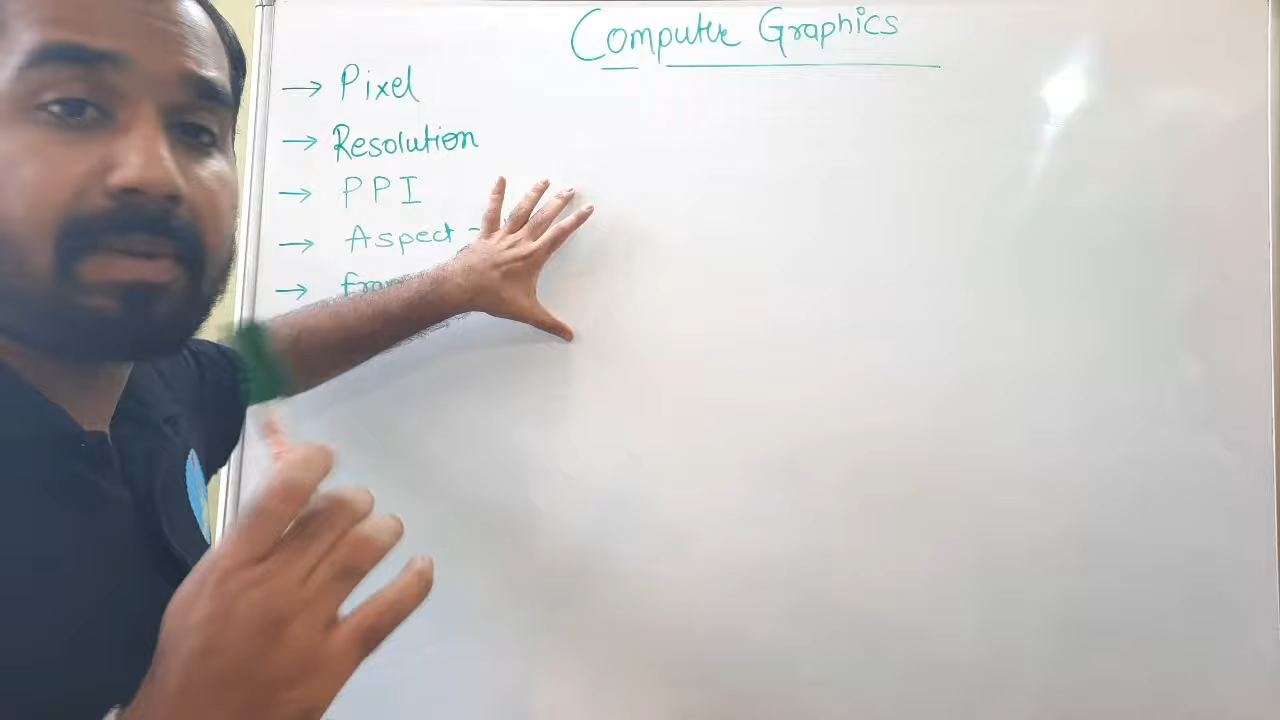 Computer Graphics
→ Pixel
→ Resolution
→ PPI
→ Aspect -
→